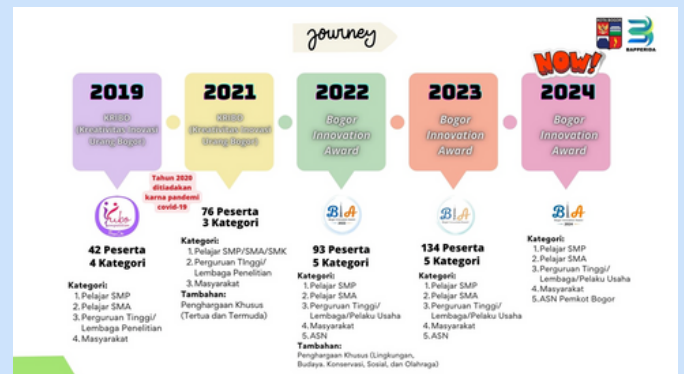 journey
KOTA BOGOR
BAPPERIDA
NOW!
2019
KRIBO
(Kreativitas Inovasi
Orang Bogor)
2021
KRIBO
(Kreativitas Inovasi
Orang Bogor)
2022
Bogor
Innovation
Award
2023
Bogor
Innovation
Award
2024
Bogor
Innovation
Award
Tahun 2020
ditiadakan
karna pandemi
covid-19
42 Peserta
4 Kategori
Kategori:
1. Pelajar SMP
2. Pelajar SMA
3. Perguruan Tinggi/
Lembaga Penelitian
4. Masyarakat
76 Peserta
3 Kategori
Kategori:
1. Pelajar SMP/SMA/SMK
2. Perguruan TInggi/
Lembaga Penelitian
3. Masyarakat
Tambahan:
Penghargaan Khusus
(Tertua dan Termuda)
BIA
93 Peserta
5 Kategori
Kategori:
1. Pelajar SMP
2. Pelajar SMA
3. Perguruan Tinggi/
Lembaga/Pelaku Usaha
4. Masyarakat
5. ASN
Tambahan:
Penghargaan Khusus (Lingkungan,
Budaya, Konservasi, Sosial, dan Olahraga)
BIA
134 Peserta
5 Kategori
Kategori:
1. Pelajar SMP
2. Pelajar SMA
3. Perguruan Tinggi/
Lembaga/Pelaku Usaha
4. Masyarakat
5. ASN
BIA
Kategori:
1. Pelajar SMP
2. Pelajar SMA
3. Perguruan Tinggi/
Lembaga/Pelaku Usaha
4. Masyarakat
5. ASN Pemkot Bogor